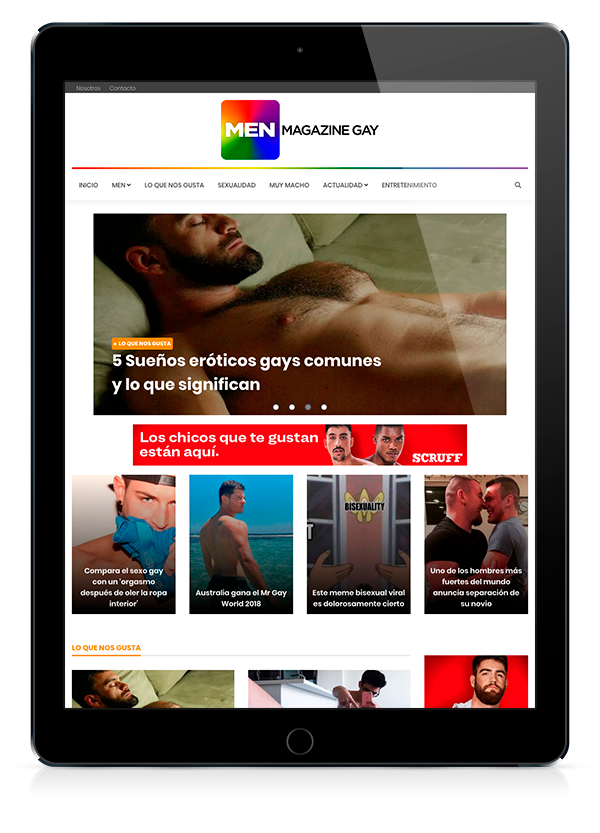 Nosotros Contacto
MEN MAGAZINE GAY
INICIO MEN LO QUE NOS GUSTA SEXUALIDAD MUY MACHO ACTUALIDAD ENTRETENIMIENTO
+ LO QUE NOS GUSTA
5 Sueños eróticos gays comunes
y lo que significan
Los chicos que te gustan
están aquí.
SCRUFF
BISEXUALITY
T
Compara el sexo gay
con un 'orgasmo
después de oler la ropa
interior'
Australia gana el Mr Gay
World 2018
Este meme bisexual viral
es dolorosamente cierto
Uno de los hombres más
fuertes del mundo
anuncia separación de
su novio
LO QUE NOS GUSTA